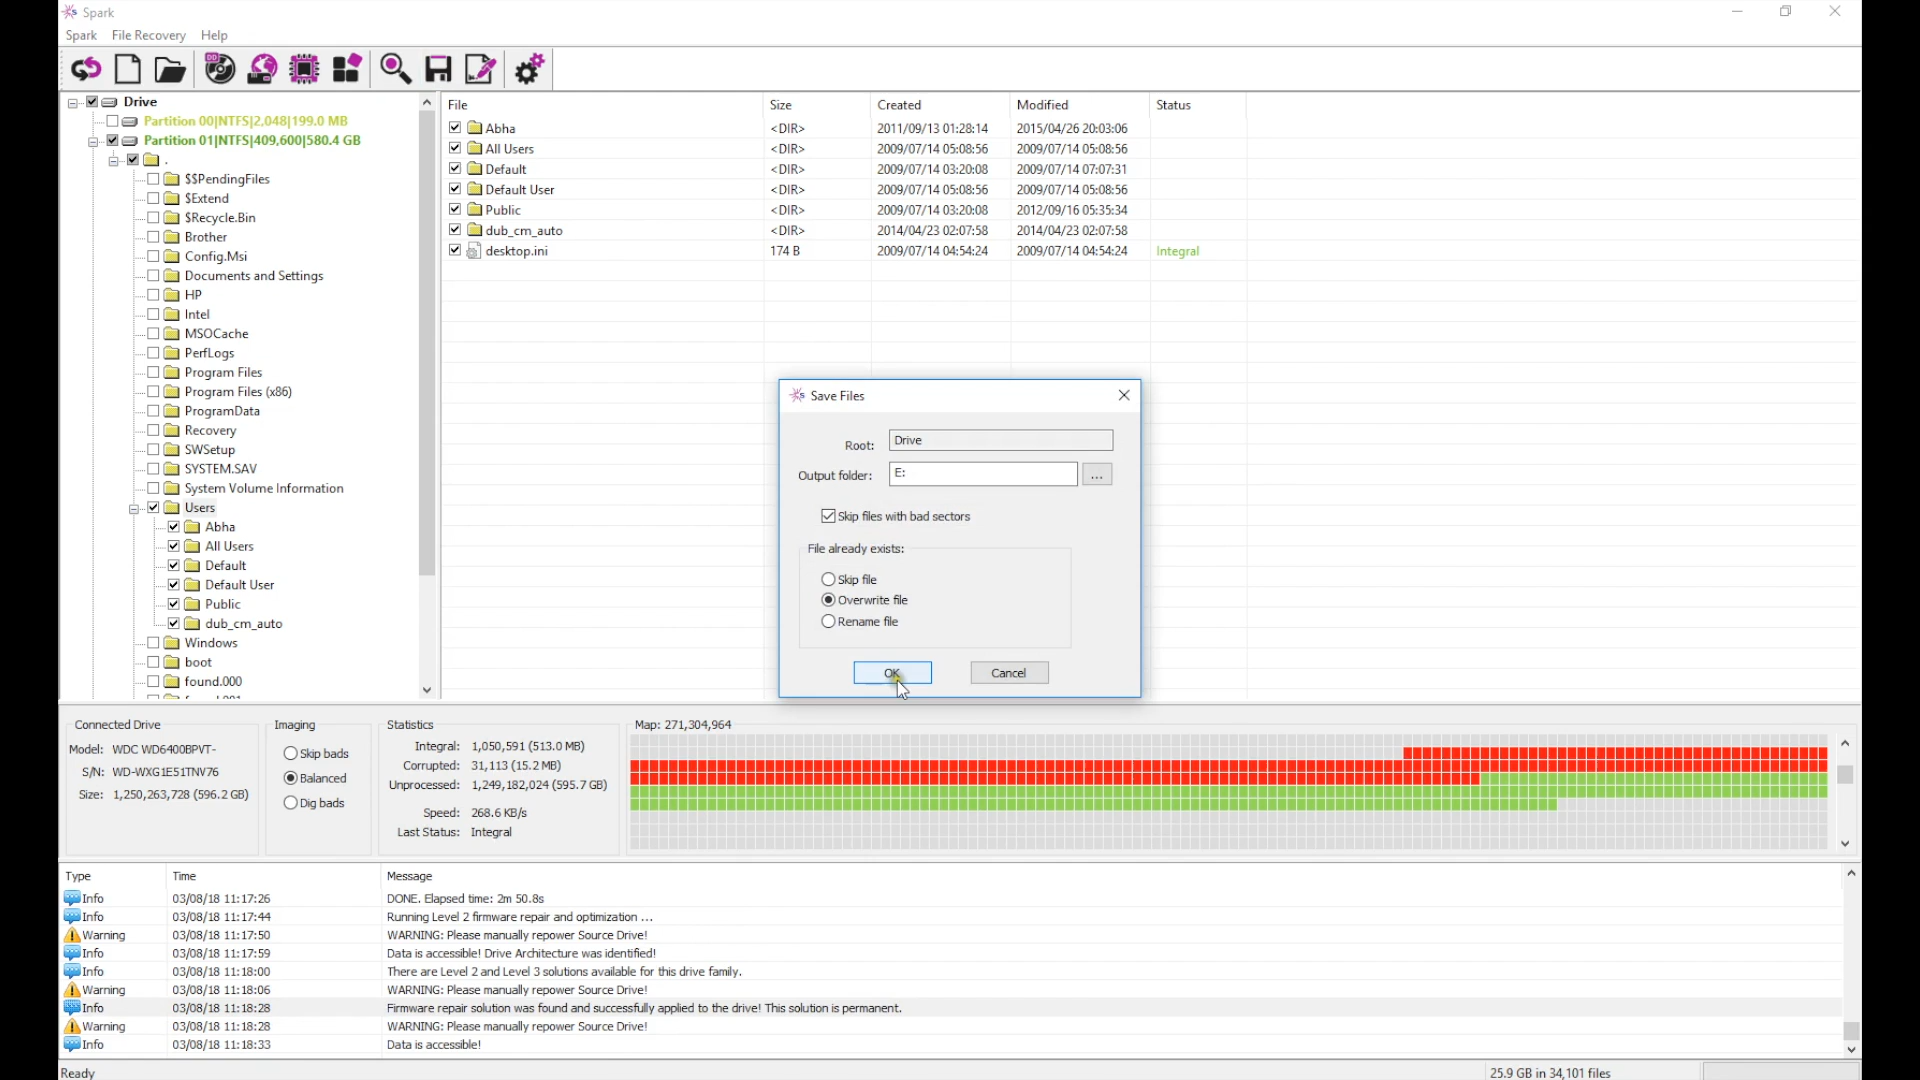 Spark
Spark File Recovery Help
Drive
Partition 00|NTFS|2,048|199.0 MB
Partition 01|NTFS|409,600|580.4 GB
.
$$PendingFiles
$Extend
$Recycle.Bin
Brother
Config.Msi
Documents and Settings
HP
Intel
MSOCache
PerfLogs
Program Files
Program Files (x86)
ProgramData
Recovery
SWSetup
SYSTEM.SAV
System Volume Information
Users
Abha
All Users
Default
Default User
Public
dub_cm_auto
Windows
boot
found.000
File Size Created Modified Status
Abha <DIR> 2011/09/13 01:28:14 2015/04/26 20:03:06
All Users <DIR> 2009/07/14 05:08:56 2009/07/14 05:08:56
Default <DIR> 2009/07/14 03:20:08 2009/07/14 07:07:31
Default User <DIR> 2009/07/14 05:08:56 2009/07/14 05:08:56
Public <DIR> 2009/07/14 03:20:08 2012/09/16 05:35:34
dub_cm_auto <DIR> 2014/04/23 02:07:58 2014/04/23 02:07:58
desktop.ini 174 B 2009/07/14 04:54:24 2009/07/14 04:54:24 Integral
Save Files
Root: Drive
Output folder: E: ...
Skip files with bad sectors
File already exists:
Skip file
Overwrite file
Rename file
OK Cancel
Connected Drive
Model: WDC WD6400BPVT-
S/N: WD-WXG1E51TNV76
Size: 1,250,263,728 (596.2 GB)
Imaging
Skip bads
Balanced
Dig bads
Statistics
Integral: 1,050,591 (513.0 MB)
Corrupted: 31,113 (15.2 MB)
Unprocessed: 1,249,182,024 (595.7 GB)
Speed: 268.6 KB/s
Last Status: Integral
Map: 271,304,964
Type Time Message
Info 03/08/18 11:17:26 DONE. Elapsed time: 2m 50.8s
Info 03/08/18 11:17:44 Running Level 2 firmware repair and optimization ...
Warning 03/08/18 11:17:50 WARNING: Please manually repower Source Drive!
Info 03/08/18 11:17:59 Data is accessible! Drive Architecture was identified!
Info 03/08/18 11:18:00 There are Level 2 and Level 3 solutions available for this drive family.
Warning 03/08/18 11:18:06 WARNING: Please manually repower Source Drive!
Info 03/08/18 11:18:28 Firmware repair solution was found and successfully applied to the drive! This solution is permanent.
Warning 03/08/18 11:18:28 WARNING: Please manually repower Source Drive!
Info 03/08/18 11:18:33 Data is accessible!
Ready 25.9 GB in 34,101 files